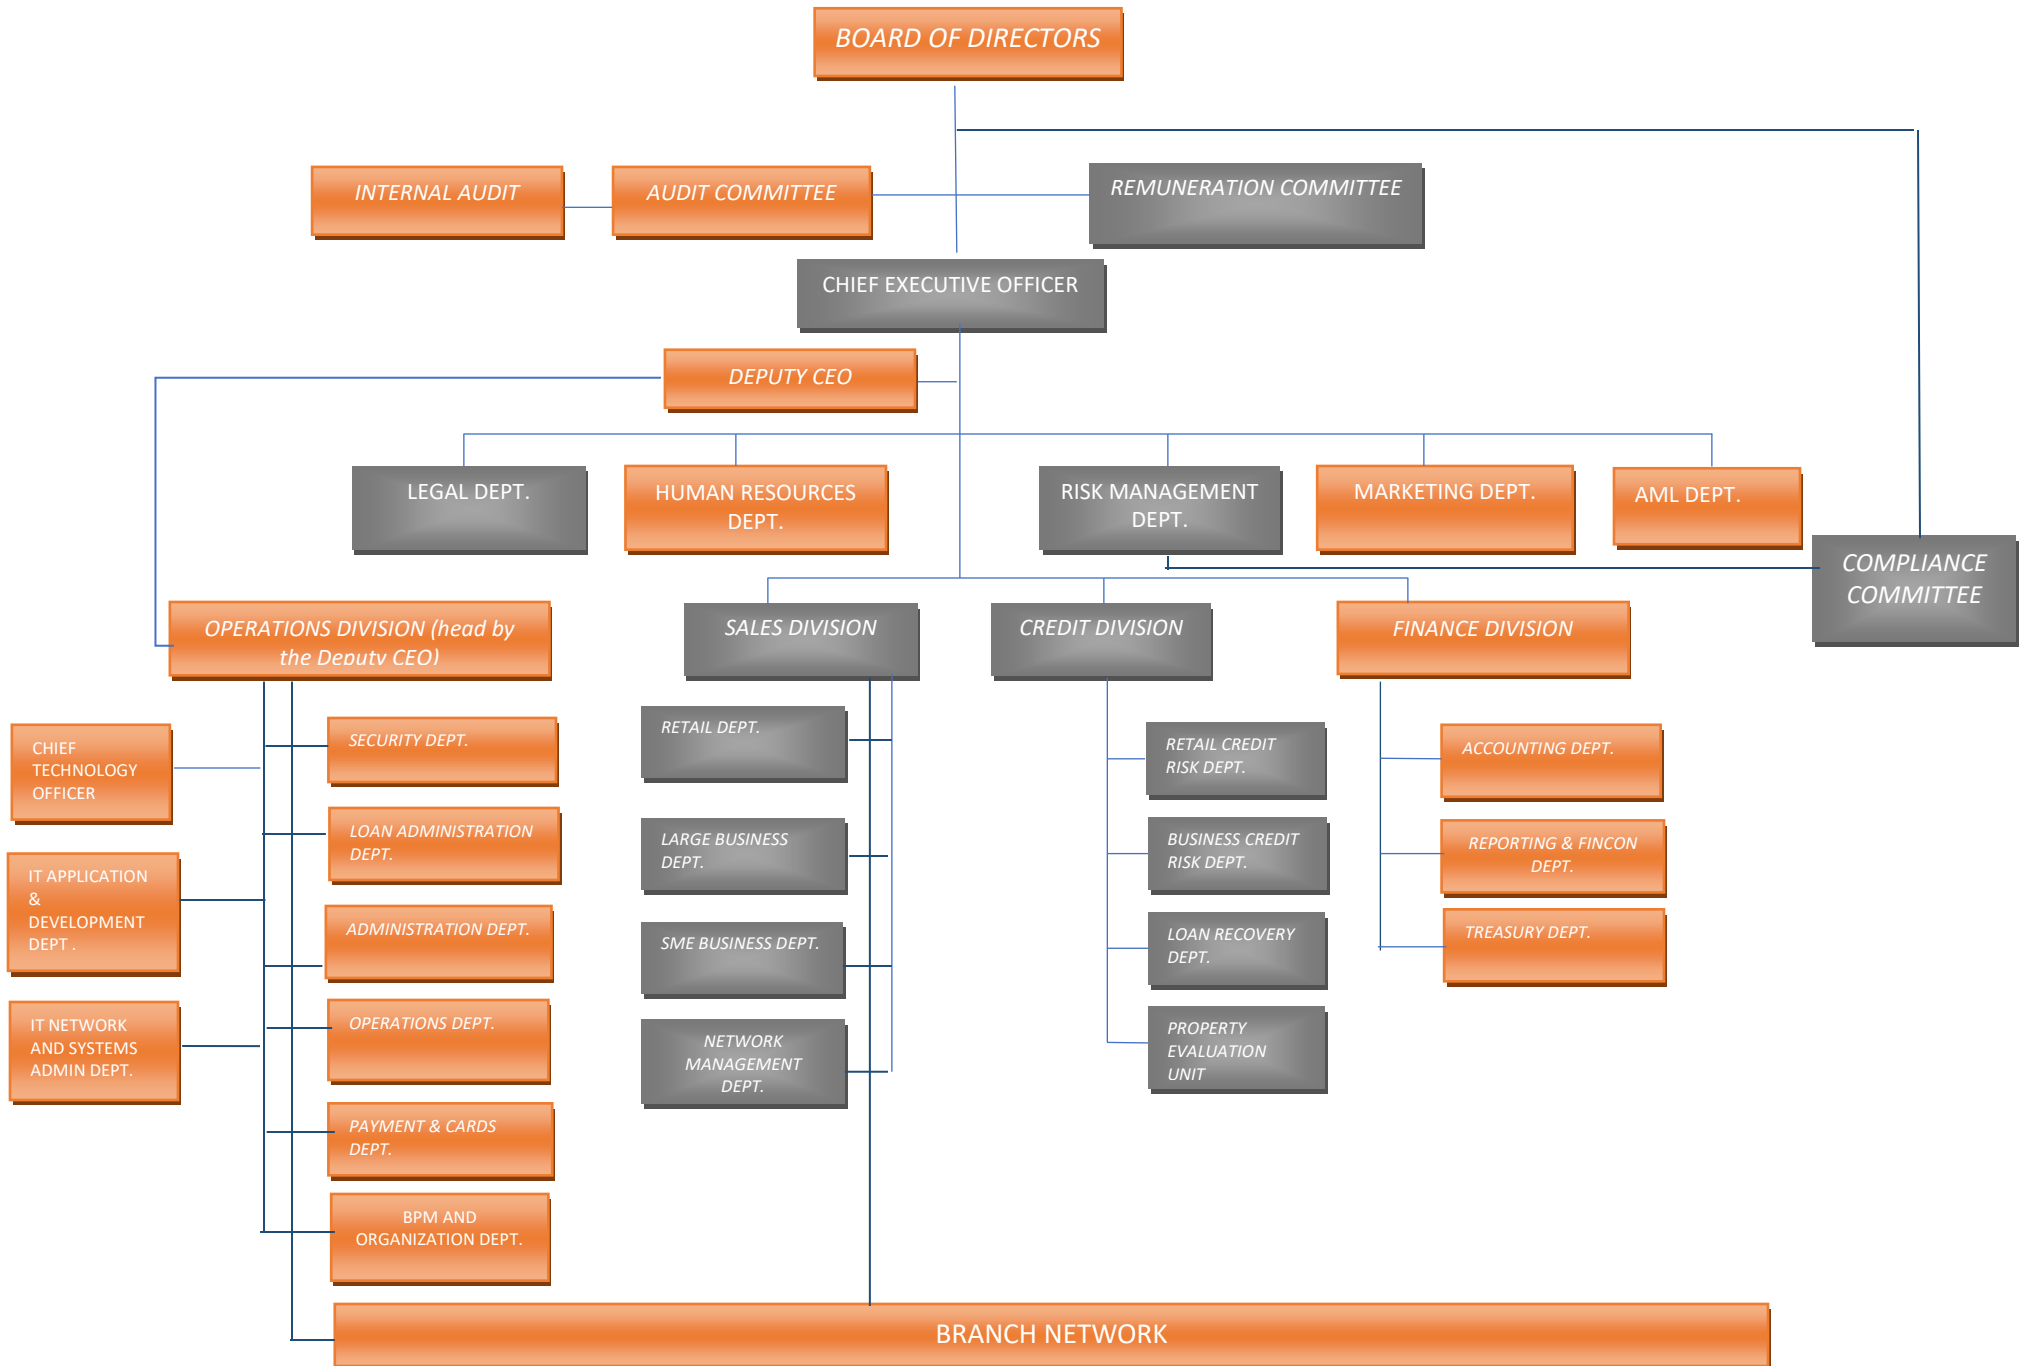 BOARD OF DIRECTORS
INTERNAL AUDIT
AUDIT COMMITTEE
REMUNERATION COMMITTEE
CHIEF EXECUTIVE OFFICER
DEPUTY CEO
LEGAL DEPT.
HUMAN RESOURCES
DEPT.
RISK MANAGEMENT
DEPT.
MARKETING DEPT.
AML DEPT.
COMPLIANCE
COMMITTEE
OPERATIONS DIVISION (head by
the Deputy CEO)
SALES DIVISION
CREDIT DIVISION
FINANCE DIVISION
CHIEF
TECHNOLOGY
OFFICER
IT APPLICATION
&
DEVELOPMENT
DEPT .
IT NETWORK
AND SYSTEMS
ADMIN DEPT.
SECURITY DEPT.
LOAN ADMINISTRATION
DEPT.
ADMINISTRATION DEPT.
OPERATIONS DEPT.
PAYMENT & CARDS
DEPT.
BPM AND
ORGANIZATION DEPT.
RETAIL DEPT.
LARGE BUSINESS
DEPT.
SME BUSINESS DEPT.
NETWORK
MANAGEMENT
DEPT.
RETAIL CREDIT
RISK DEPT.
BUSINESS CREDIT
RISK DEPT.
LOAN RECOVERY
DEPT.
PROPERTY
EVALUATION
UNIT
ACCOUNTING DEPT.
REPORTING & FINCON
DEPT.
TREASURY DEPT.
BRANCH NETWORK